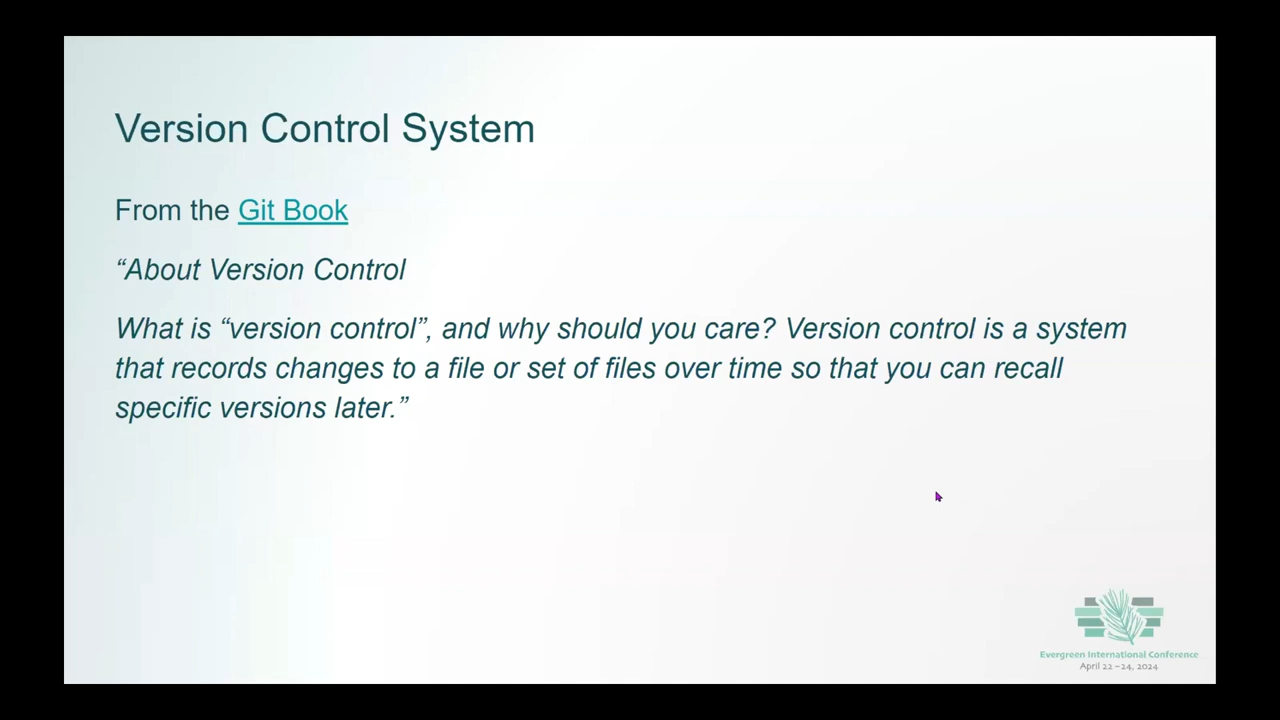 Version Control System
From the Git Book
“About Version Control
What is “version control”, and why should you care? Version control is a system
that records changes to a file or set of files over time so that you can recall
specific versions later.”
Evergreen International Conference
April 22–24, 2024